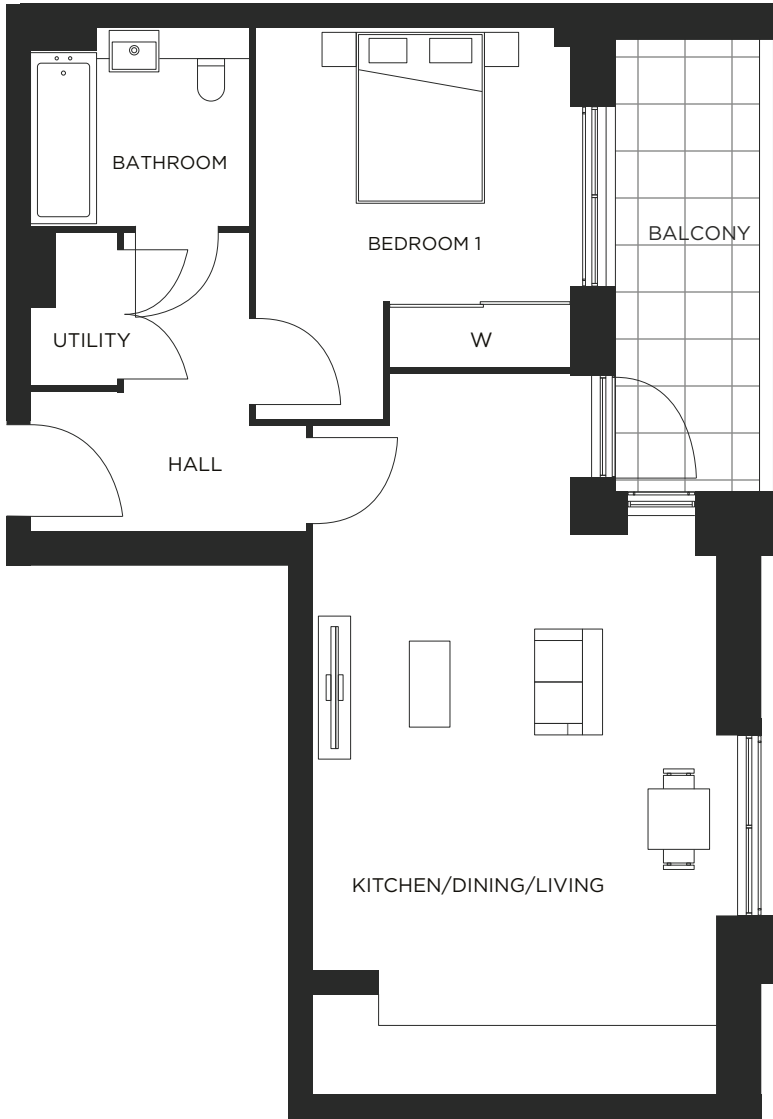 BATHROOM
BEDROOM 1
BALCONY
UTILITY
W
HALL
KITCHEN/DINING/LIVING